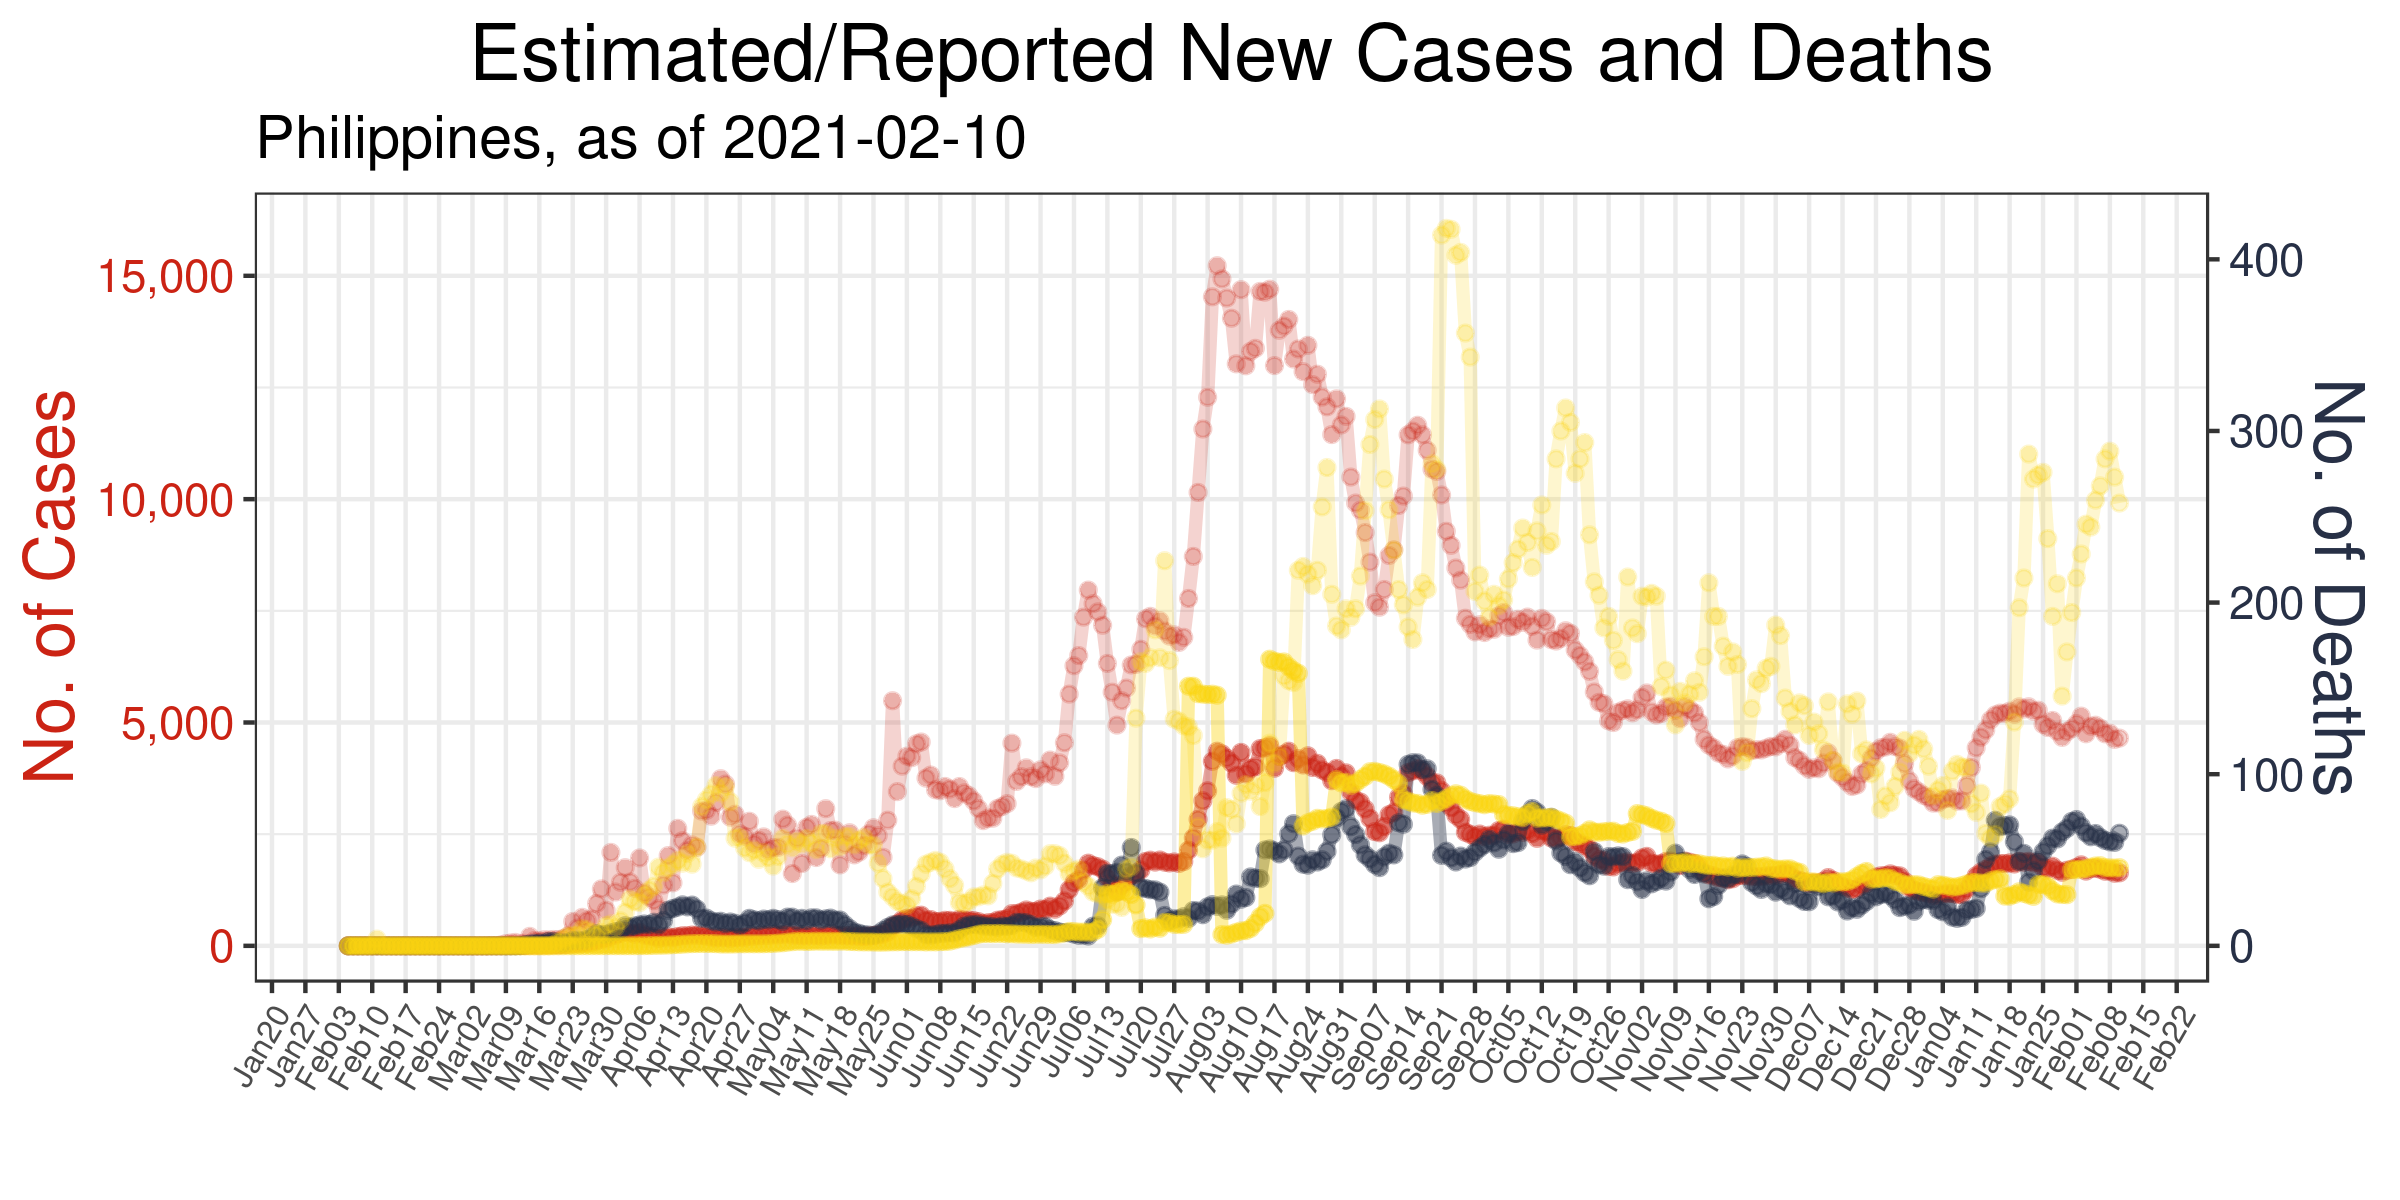 Estimated/Reported New Cases and Deaths
Philippines, as of 2021-02-10
No. of Cases
15,000
10,000
5,000
0
400
300
200
100
0
No. of Deaths
Jan20
Jan27
Feb03
Feb10
Feb17
Feb24
Mar02
Mar09
Mar16
Mar23
Mar30
Apr06
Apr13
Apr20
Apr27
May04
May11
May18
May25
Jun01
Jun08
Jun15
Jun22
Jun29
Jul06
Jul13
Jul20
Jul27
Aug03
Aug10
Aug17
Aug24
Aug31
Sep07
Sep14
Sep21
Sep28
Oct05
Oct12
Oct19
Oct26
Nov02
Nov09
Nov16
Nov23
Nov30
Dec07
Dec14
Dec21
Dec28
Jan04
Jan11
Jan18
Jan25
Feb01
Feb08
Feb15
Feb22